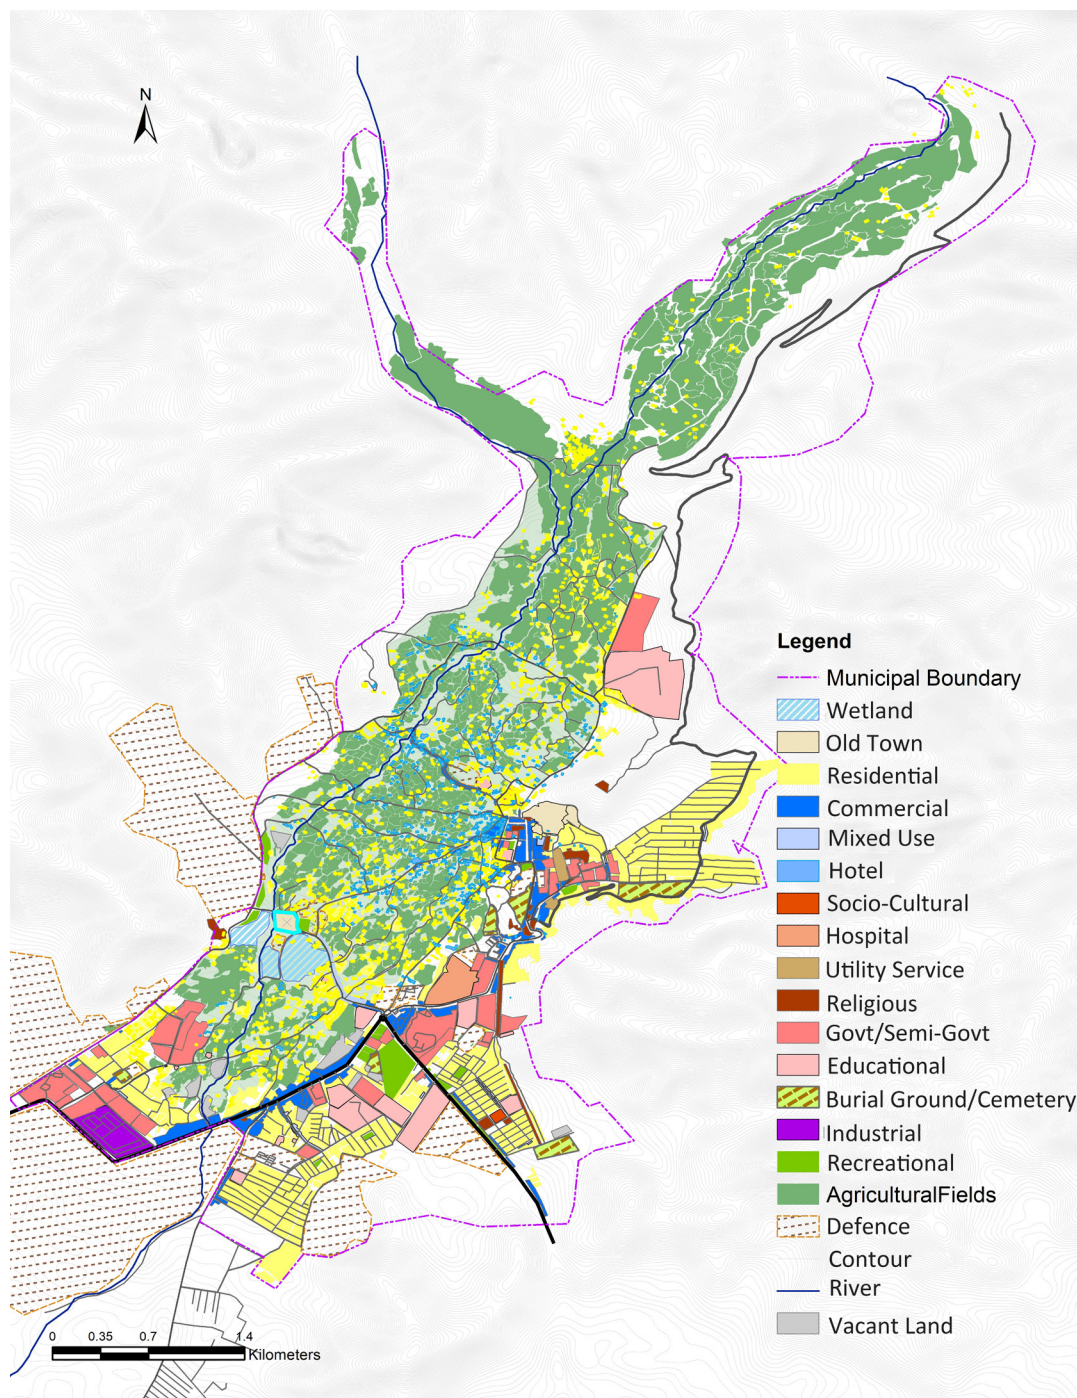 N
Legend
Municipal Boundary
Wetland
Old Town
Residential
Commercial
Mixed Use
Hotel
Socio-Cultural
Hospital
Utility Service
Religious
Govt/Semi-Govt
Educational
Burial Ground/Cemetery
Industrial
Recreational
AgriculturalFields
Defence
Contour
River
Vacant Land
0 0.35 0.7 1.4
Kilometers